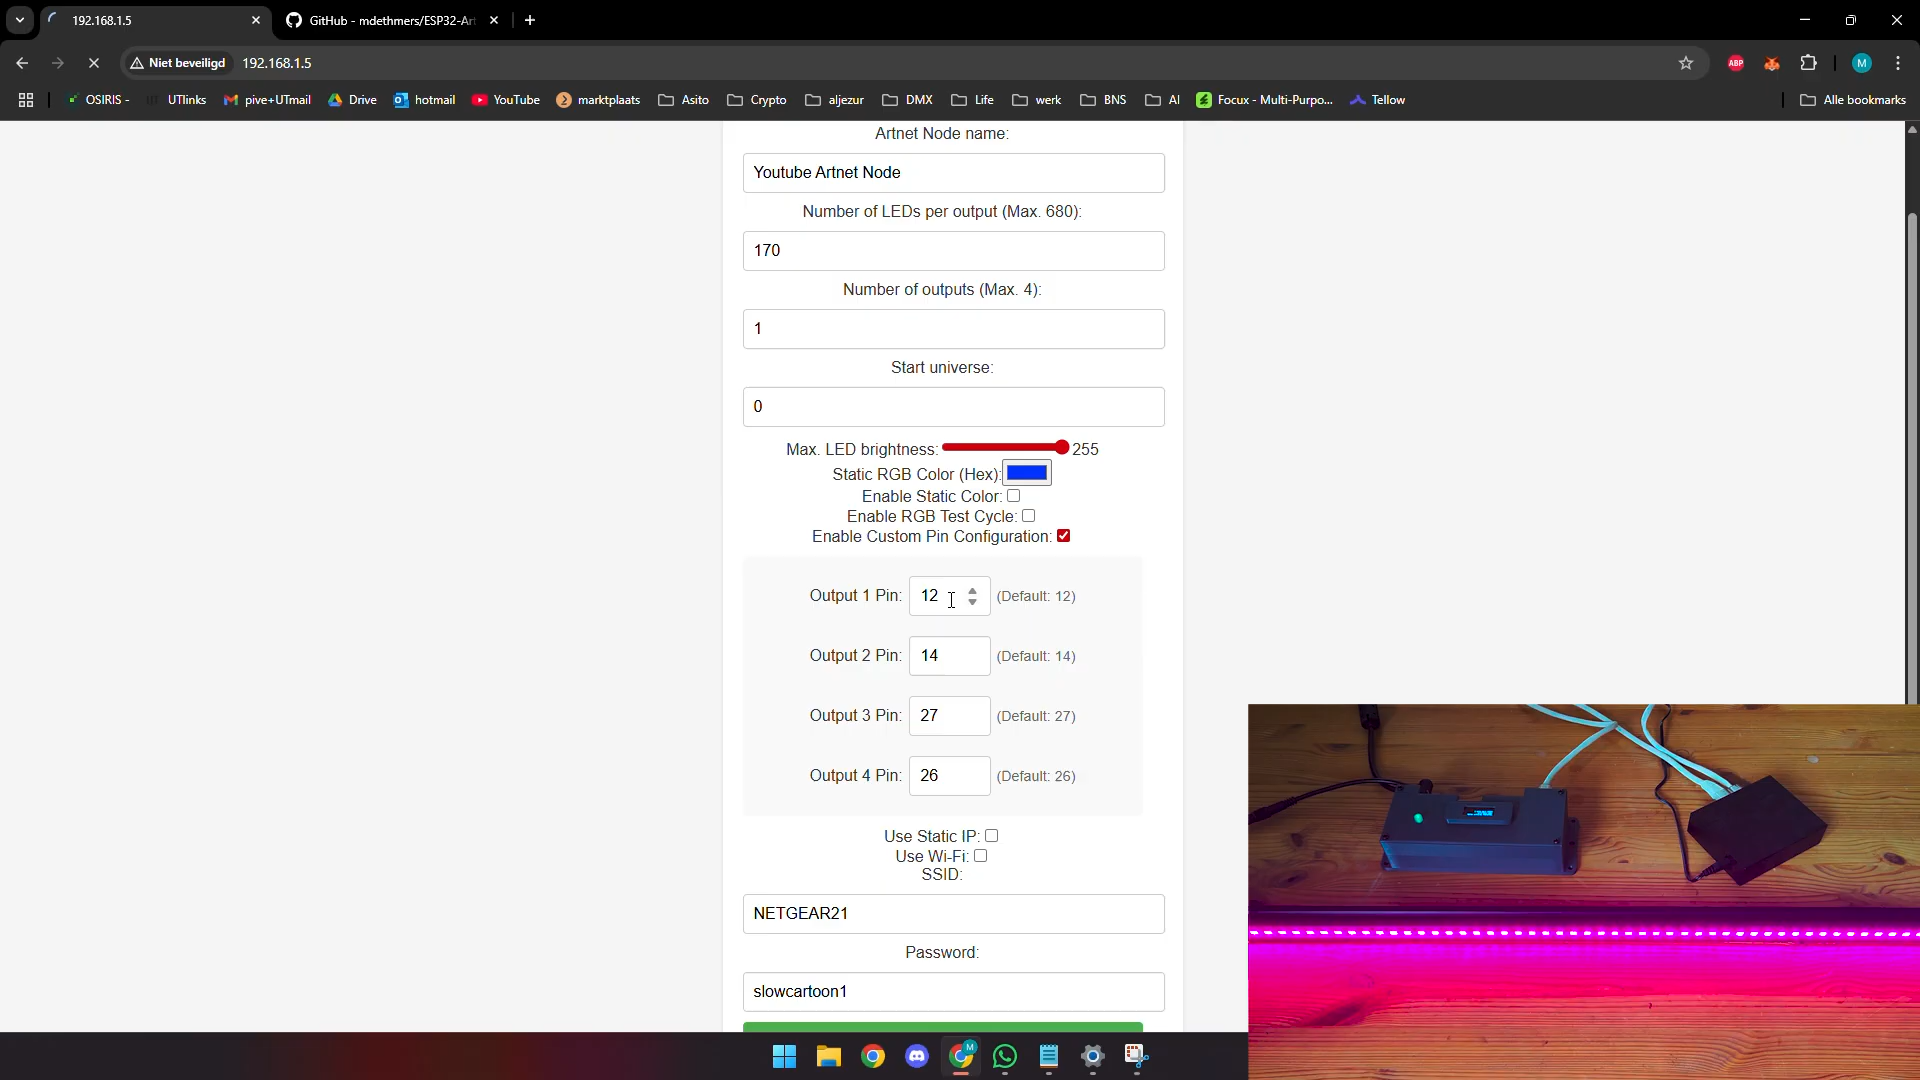 192.168.1.5
GitHub - mdethmers/ESP32-Art
Niet beveiligd
192.168.1.5
ABP
M
OSIRIS -
UTlinks
pive+UTmail
Drive
hotmail
YouTube
marktplaats
Asito
Crypto
aljezur
DMX
Life
werk
BNS
AI
Focux - Multi-Purpo...
Tellow
Alle bookmarks
Artnet Node name:
Youtube Artnet Node
Number of LEDs per output (Max. 680):
170
Number of outputs (Max. 4):
1
Start universe:
0
Max. LED brightness: 255
Static RGB Color (Hex):
Enable Static Color:
Enable RGB Test Cycle:
Enable Custom Pin Configuration:
Output 1 Pin: 12 (Default: 12)
Output 2 Pin: 14 (Default: 14)
Output 3 Pin: 27 (Default: 27)
Output 4 Pin: 26 (Default: 26)
Use Static IP:
Use Wi-Fi:
SSID:
NETGEAR21
Password:
slowcartoon1
M